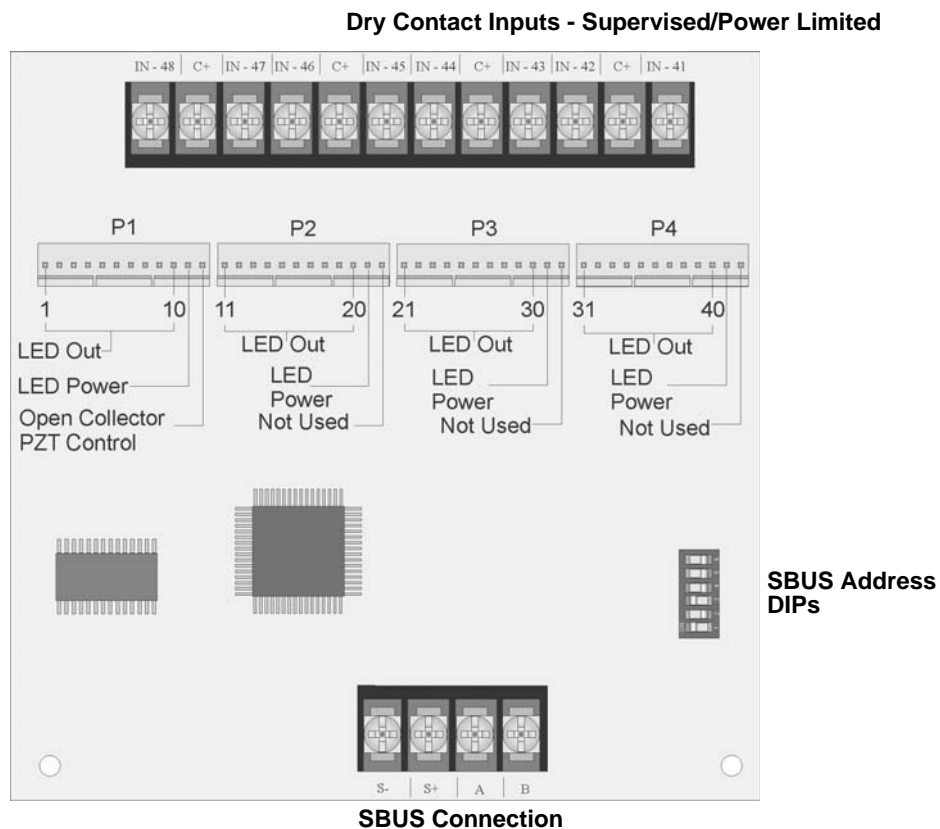 Dry Contact Inputs - Supervised/Power Limited
IN - 48 | C+ | IN - 47 | IN - 46 | C+ | IN - 45 | IN - 44 | C+ | IN - 43 | IN - 42 | C+ | IN - 41
P1 P2 P3 P4
1 10 11 20 21 30 31 40
LED Out
LED Power
Open Collector
PZT Control
LED Out
LED
Power
Not Used
LED Out
LED
Power
Not Used
LED Out
LED
Power
Not Used
SBUS Address
DIPs
S- | S+ | A | B
SBUS Connection